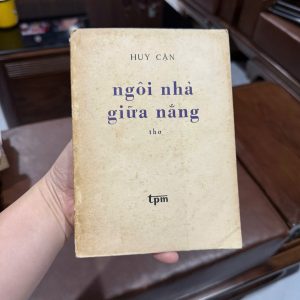 HUY CẬN
ngôi nhà
giữa nắng
thơ
tpm